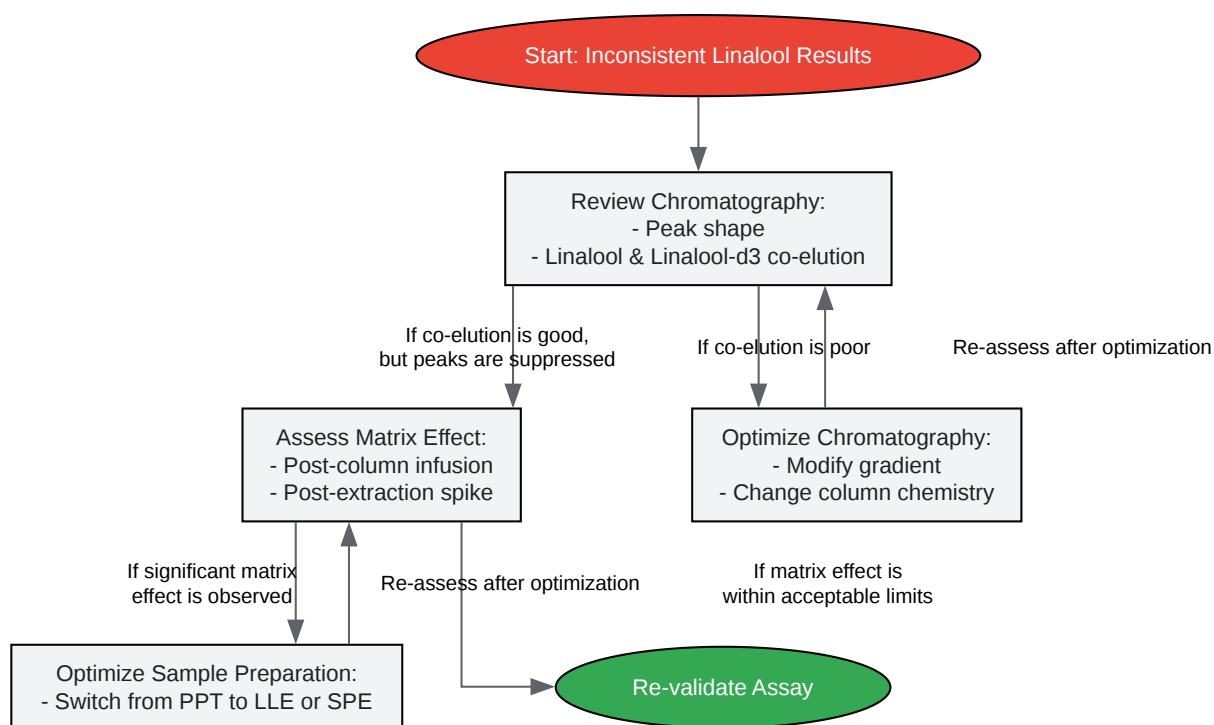 Start: Inconsistent Linalool Results
Review Chromatography:
- Peak shape
- Linalool & Linalool-d3 co-elution
If co-elution is good,
but peaks are suppressed
If co-elution is poor
Re-assess after optimization
Assess Matrix Effect:
- Post-column infusion
- Post-extraction spike
Optimize Chromatography:
- Modify gradient
- Change column chemistry
If significant matrix
effect is observed
Re-assess after optimization
If matrix effect is
within acceptable limits
Optimize Sample Preparation:
- Switch from PPT to LLE or SPE
Re-validate Assay